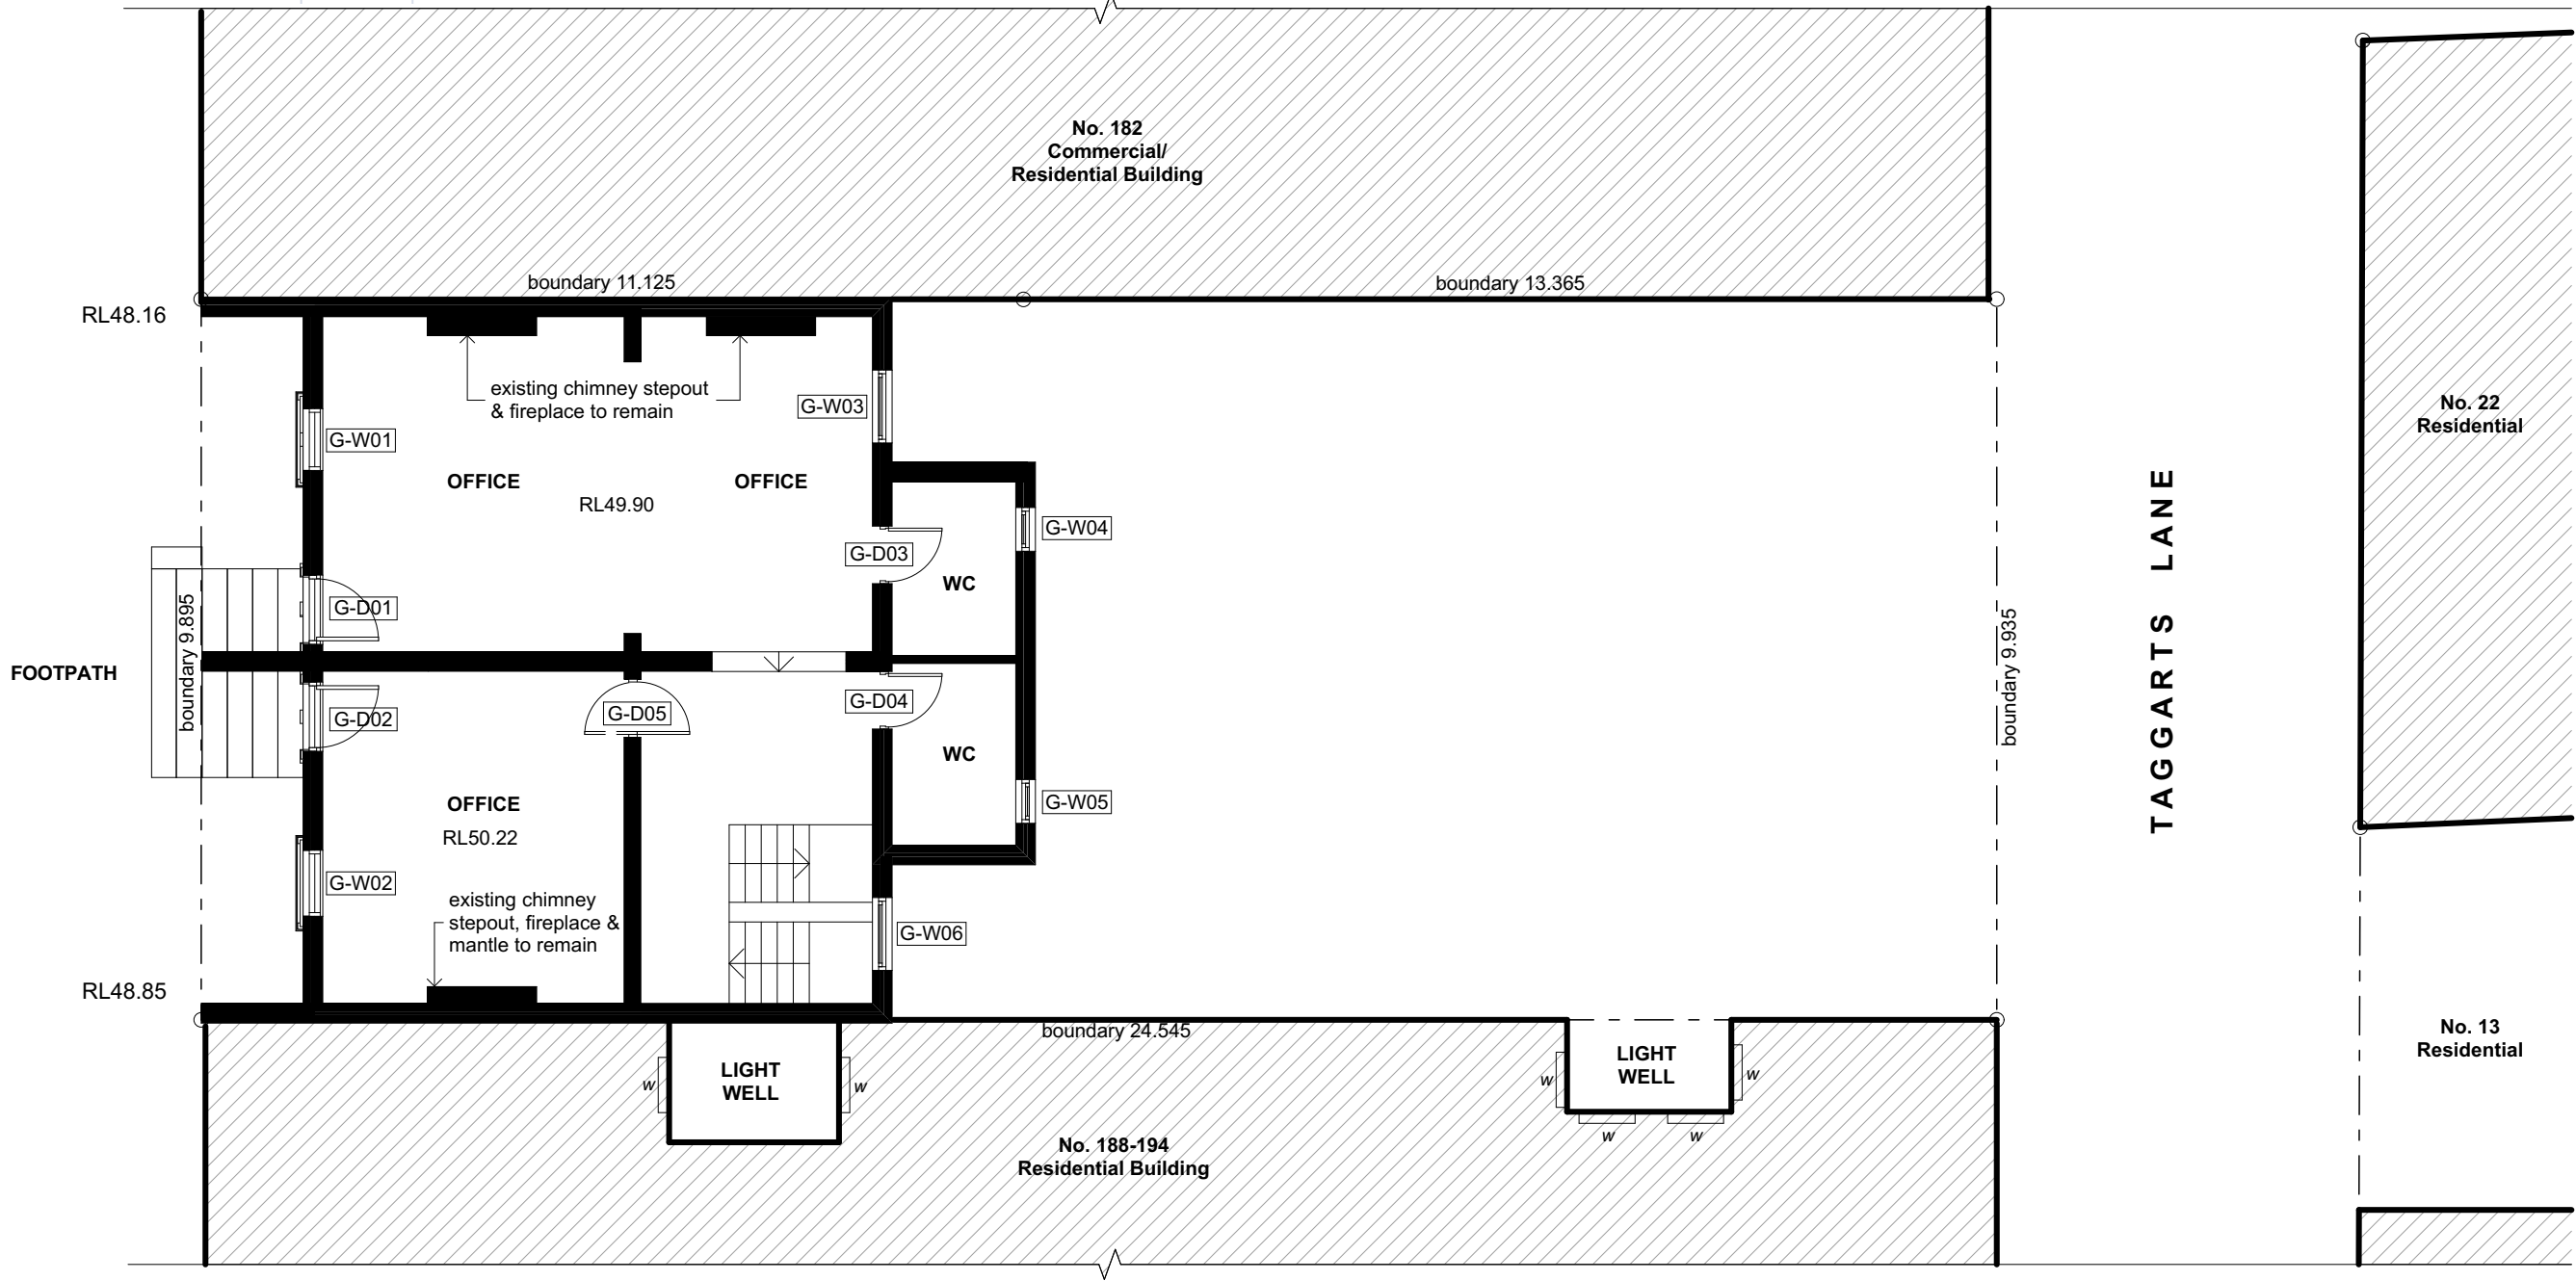 No. 182
Commercial/
Residential Building
boundary 11.125
boundary 13.365
RL48.16
existing chimney stepout
& fireplace to remain
G-W01
G-W03
No. 22
Residential
OFFICE
OFFICE
RL49.90
G-W04
G-D03
WC
G-D01
boundary 9.895
FOOTPATH
G-D02
G-D05
G-D04
WC
G-W05
boundary 9.935
TAGGARTS LANE
OFFICE
RL50.22
G-W02
existing chimney
stepout, fireplace &
mantle to remain
G-W06
RL48.85
boundary 24.545
No. 13
Residential
LIGHT
WELL
w
w
LIGHT
WELL
w
w
w
w
No. 188-194
Residential Building